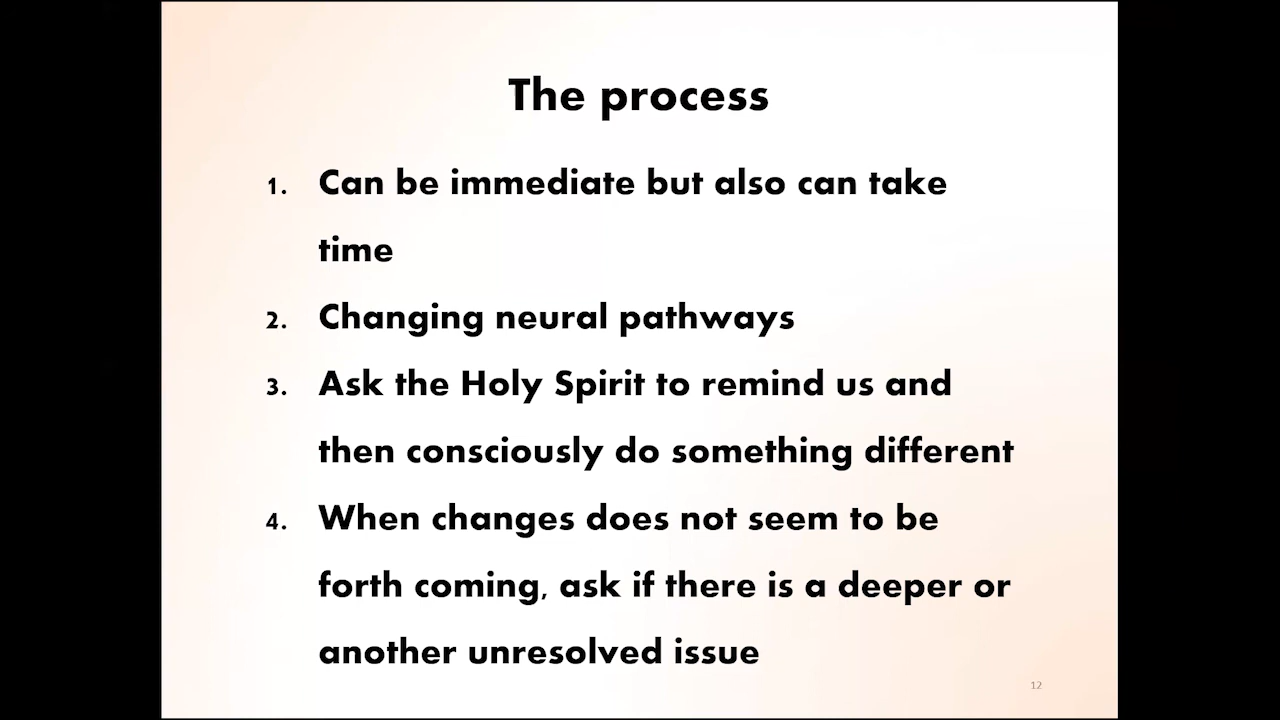 The process
1. Can be immediate but also can take
time
2. Changing neural pathways
3. Ask the Holy Spirit to remind us and
then consciously do something different
4. When changes does not seem to be
forth coming, ask if there is a deeper or
another unresolved issue
12